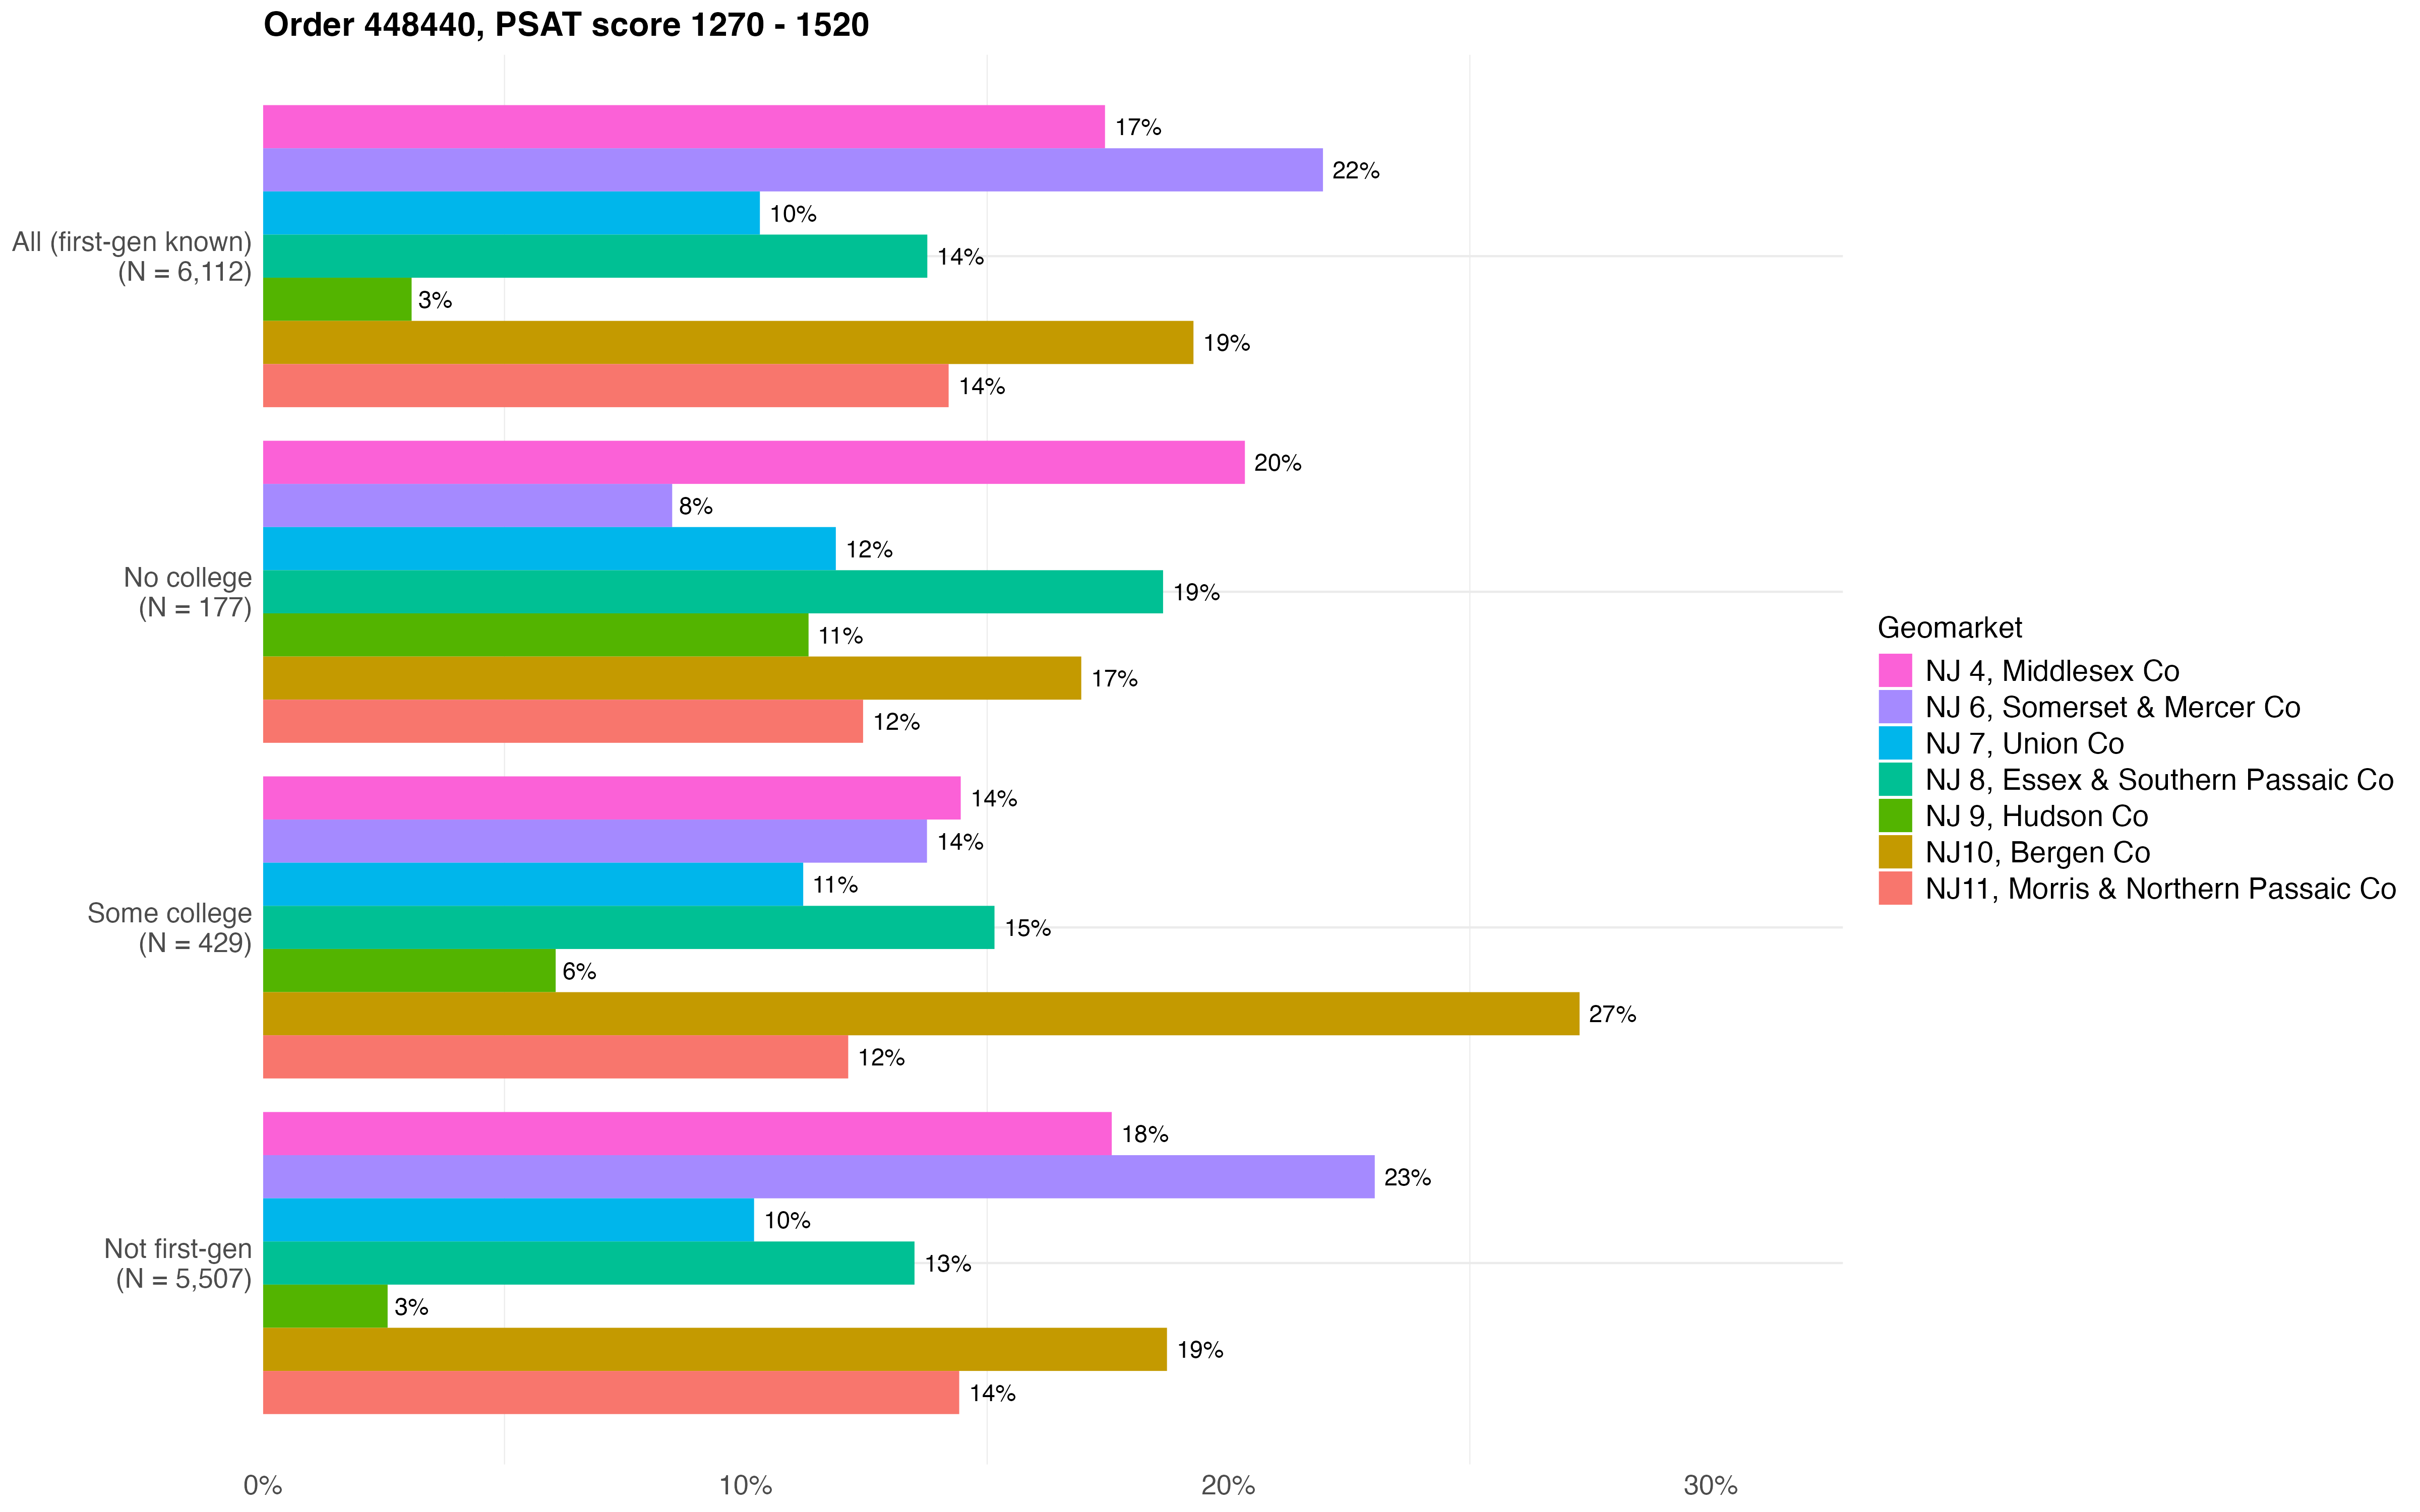 Order 448440, PSAT score 1270 - 1520
All (first-gen known)
(N = 6,112)
17%
22%
10%
14%
3%
19%
14%
No college
(N = 177)
20%
8%
12%
19%
11%
17%
12%
Some college
(N = 429)
14%
14%
11%
15%
6%
27%
12%
Not first-gen
(N = 5,507)
18%
23%
10%
13%
3%
19%
14%
0%
10%
20%
30%
Geomarket
NJ 4, Middlesex Co
NJ 6, Somerset & Mercer Co
NJ 7, Union Co
NJ 8, Essex & Southern Passaic Co
NJ 9, Hudson Co
NJ10, Bergen Co
NJ11, Morris & Northern Passaic Co